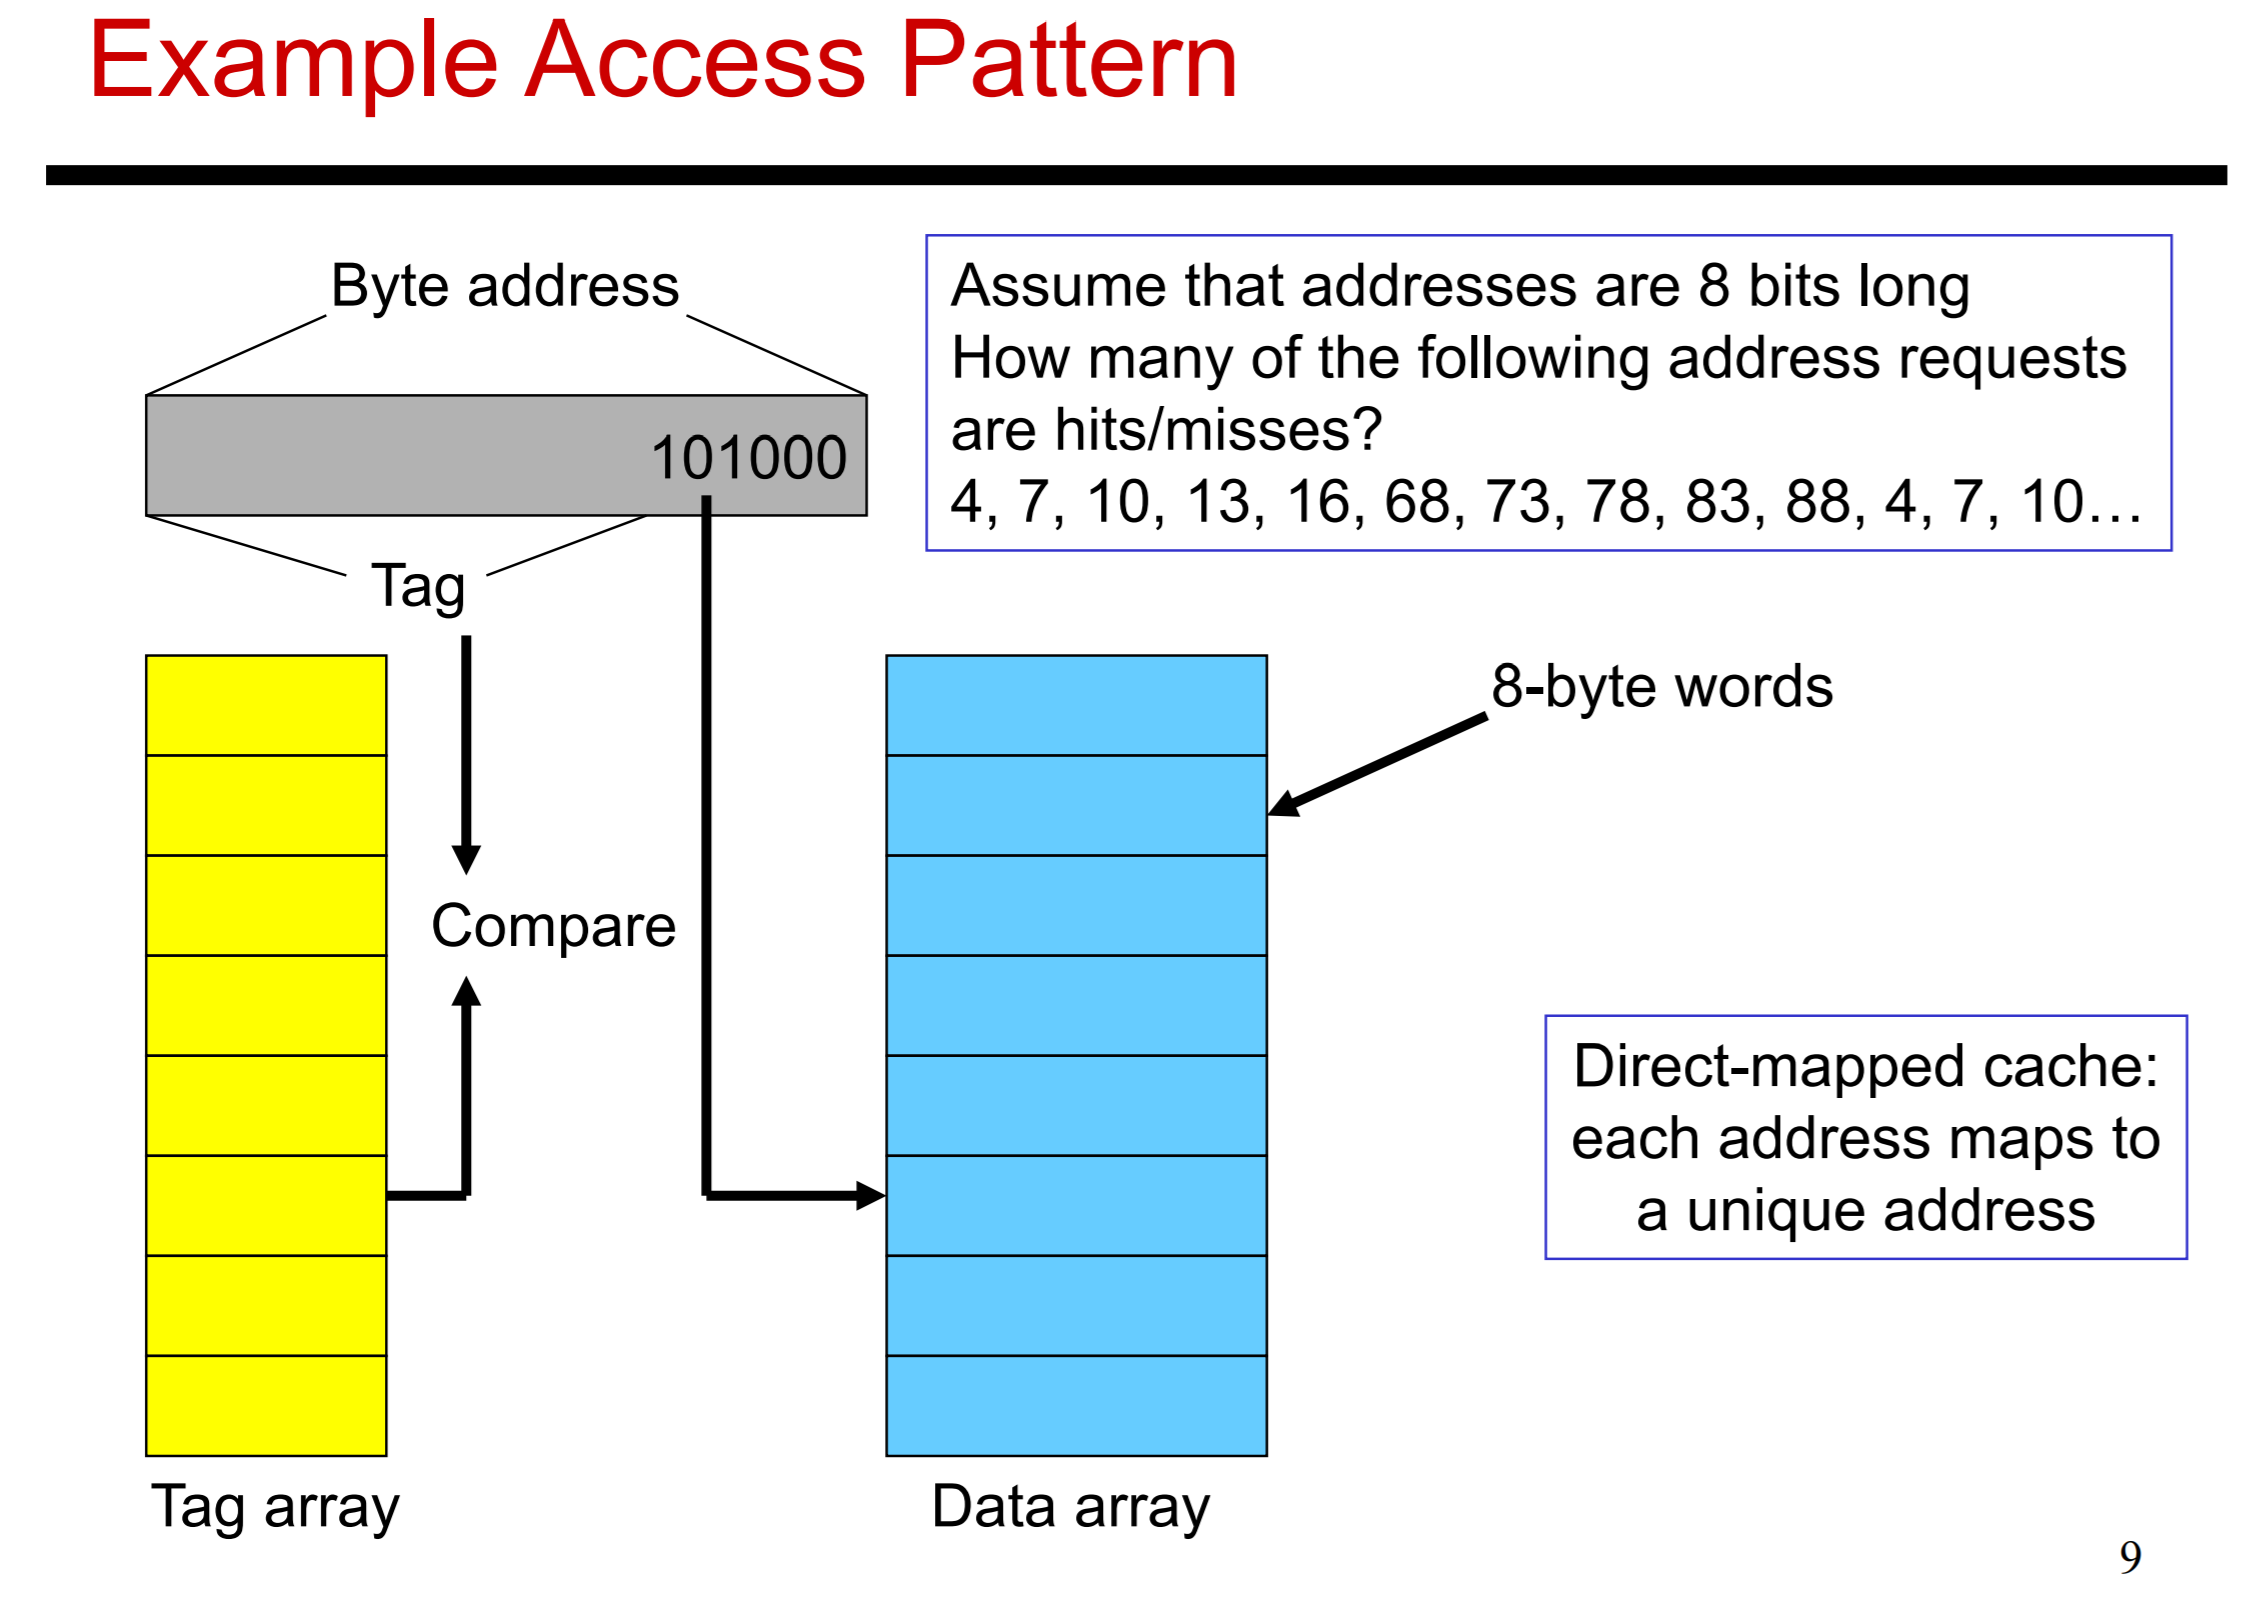 Example Access Pattern
Byte address
101000
Tag
Assume that addresses are 8 bits long
How many of the following address requests
are hits/misses?
4, 7, 10, 13, 16, 68, 73, 78, 83, 88, 4, 7, 10…
8-byte words
Compare
Direct-mapped cache:
each address maps to
a unique address
Tag array
Data array
9